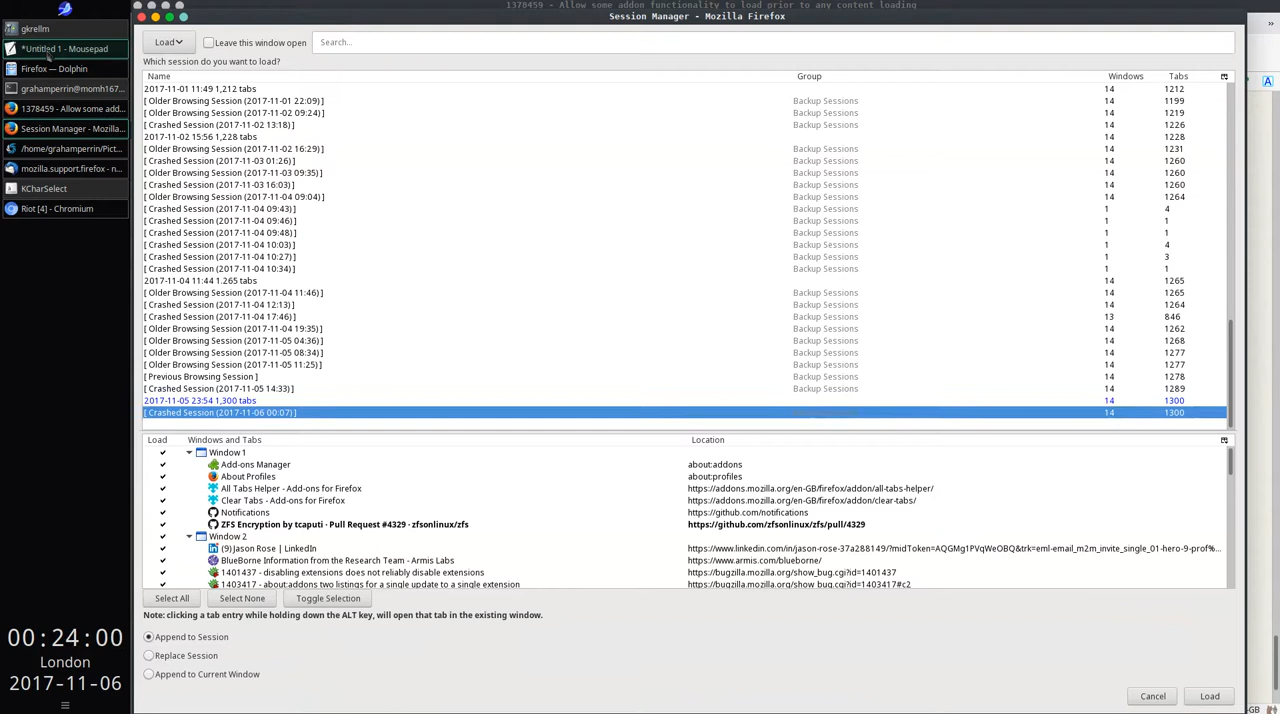 1378459 - Allow some addon functionality to load prior to any content loading
Session Manager - Mozilla Firefox
gkrellm
*Untitled 1 - Mousepad
Firefox — Dolphin
grahamperrin@momh167...
1378459 - Allow some add...
Session Manager - Mozilla...
/home/grahamperrin/Pict...
mozilla.support.firefox - n...
KCharSelect
Riot [4] - Chromium
00:24:00
London
2017-11-06
Load
Leave this window open
Search...
Which session do you want to load?
Name Group Windows Tabs
2017-11-01 11:49 1,212 tabs 14 1212
[ Older Browsing Session (2017-11-01 22:09) ] Backup Sessions 14 1199
[ Older Browsing Session (2017-11-02 09:24) ] Backup Sessions 14 1219
[ Crashed Session (2017-11-02 13:18) ] Backup Sessions 14 1226
2017-11-02 15:56 1,228 tabs 14 1228
[ Older Browsing Session (2017-11-02 16:29) ] Backup Sessions 14 1231
[ Crashed Session (2017-11-03 01:26) ] Backup Sessions 14 1260
[ Older Browsing Session (2017-11-03 09:35) ] Backup Sessions 14 1260
[ Crashed Session (2017-11-03 16:03) ] Backup Sessions 14 1260
[ Older Browsing Session (2017-11-04 09:04) ] Backup Sessions 14 1264
[ Crashed Session (2017-11-04 09:43) ] Backup Sessions 1 4
[ Crashed Session (2017-11-04 09:46) ] Backup Sessions 1 1
[ Crashed Session (2017-11-04 09:48) ] Backup Sessions 1 1
[ Crashed Session (2017-11-04 10:03) ] Backup Sessions 1 4
[ Crashed Session (2017-11-04 10:27) ] Backup Sessions 1 3
[ Crashed Session (2017-11-04 10:34) ] Backup Sessions 1 1
2017-11-04 11:44 1.265 tabs 14 1265
[ Older Browsing Session (2017-11-04 11:46) ] Backup Sessions 14 1265
[ Crashed Session (2017-11-04 12:13) ] Backup Sessions 14 1264
[ Crashed Session (2017-11-04 17:46) ] Backup Sessions 13 846
[ Older Browsing Session (2017-11-04 19:35) ] Backup Sessions 14 1262
[ Older Browsing Session (2017-11-05 04:36) ] Backup Sessions 14 1268
[ Older Browsing Session (2017-11-05 08:34) ] Backup Sessions 14 1277
[ Older Browsing Session (2017-11-05 11:25) ] Backup Sessions 14 1277
[ Previous Browsing Session ] Backup Sessions 14 1278
[ Crashed Session (2017-11-05 14:33) ] Backup Sessions 14 1289
2017-11-05 23:54 1,300 tabs 14 1300
[ Crashed Session (2017-11-06 00:07) ] 14 1300
Load Windows and Tabs Location
Window 1
Add-ons Manager about:addons
About Profiles about:profiles
All Tabs Helper - Add-ons for Firefox https://addons.mozilla.org/en-GB/firefox/addon/all-tabs-helper/
Clear Tabs - Add-ons for Firefox https://addons.mozilla.org/en-GB/firefox/addon/clear-tabs/
Notifications https://github.com/notifications
ZFS Encryption by tcaputi · Pull Request #4329 · zfsonlinux/zfs https://github.com/zfsonlinux/zfs/pull/4329
Window 2
(9) Jason Rose | LinkedIn https://www.linkedin.com/in/jason-rose-37a288149/?midToken=AQGMg1PVqWeOBQ&trk=eml-email_m2m_invite_single_01-hero-9-prof%...
BlueBorne Information from the Research Team - Armis Labs https://www.armis.com/blueborne/
1401437 - disabling extensions does not reliably disable extensions https://bugzilla.mozilla.org/show_bug.cgi?id=1401437
1403417 - about:addons two listings for a single update to a single extension https://bugzilla.mozilla.org/show_bug.cgi?id=1403417#c2
Select All
Select None
Toggle Selection
Note: clicking a tab entry while holding down the ALT key, will open that tab in the existing window.
Append to Session
Replace Session
Append to Current Window
Cancel
Load
A
-GB